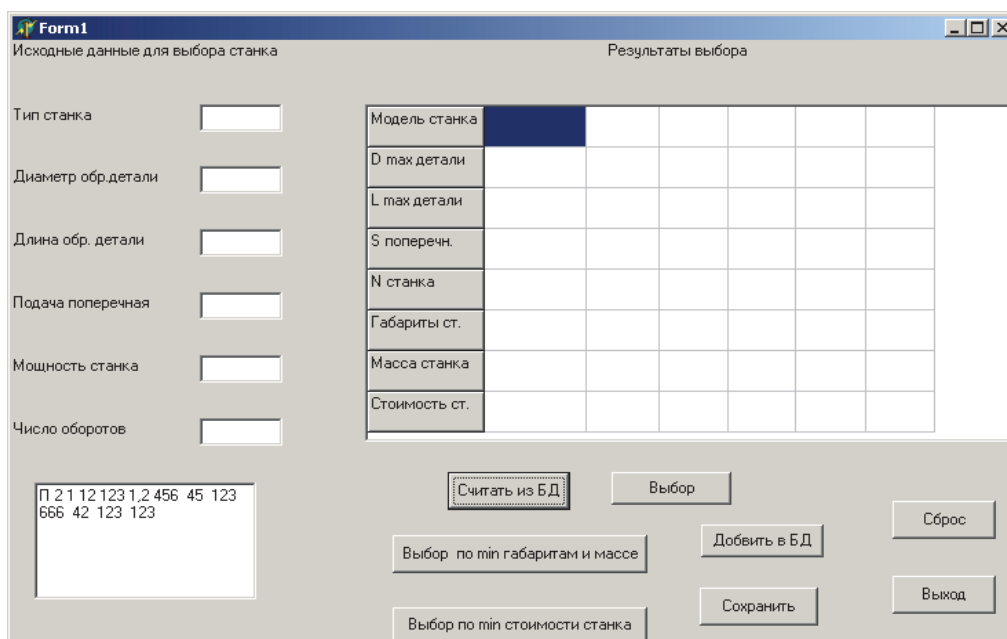 Form1
Исходные данные для выбора станка
Результаты выбора
Тип станка
Диаметр обр.детали
Длина обр. детали
Подача поперечная
Мощность станка
Число оборотов
Модель станка
D max детали
L max детали
S поперечн.
N станка
Габариты ст.
Масса станка
Стоимость ст.
П 2 1 12 123 1,2 456 45 123
666 42 123 123
Считать из БД
Выбор
Выбор по min габаритам и массе
Добвить в БД
Сброс
Выбор по min стоимости станка
Сохранить
Выход